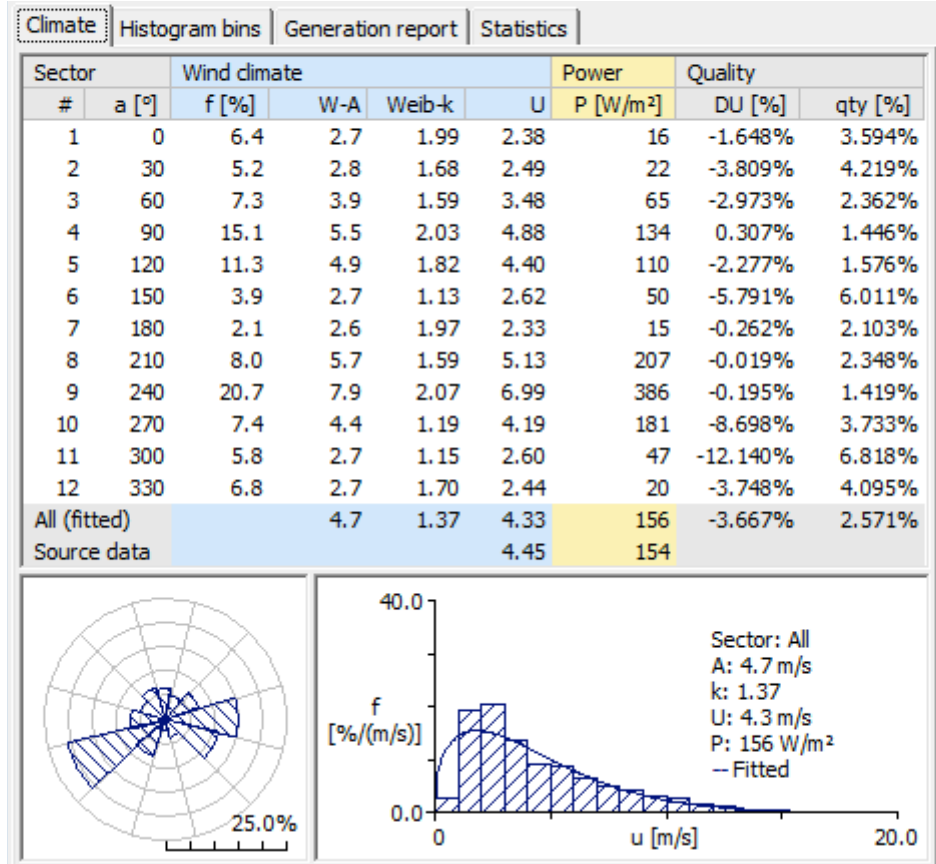 Climate Histogram bins Generation report Statistics
Sector Wind climate Power Quality
# a [°] f [%] W-A Weib-k U P [W/m²] DU [%] qty [%]
1 0 6.4 2.7 1.99 2.38 16 -1.648% 3.594%
2 30 5.2 2.8 1.68 2.49 22 -3.809% 4.219%
3 60 7.3 3.9 1.59 3.48 65 -2.973% 2.362%
4 90 15.1 5.5 2.03 4.88 134 0.307% 1.446%
5 120 11.3 4.9 1.82 4.40 110 -2.277% 1.576%
6 150 3.9 2.7 1.13 2.62 50 -5.791% 6.011%
7 180 2.1 2.6 1.97 2.33 15 -0.262% 2.103%
8 210 8.0 5.7 1.59 5.13 207 -0.019% 2.348%
9 240 20.7 7.9 2.07 6.99 386 -0.195% 1.419%
10 270 7.4 4.4 1.19 4.19 181 -8.698% 3.733%
11 300 5.8 2.7 1.15 2.60 47 -12.140% 6.818%
12 330 6.8 2.7 1.70 2.44 20 -3.748% 4.095%
All (fitted) 4.7 1.37 4.33 156 -3.667% 2.571%
Source data 4.45 154
25.0%
40.0
f
[%/(m/s)]
0.0
0 u [m/s] 20.0
Sector: All
A: 4.7 m/s
k: 1.37
U: 4.3 m/s
P: 156 W/m²
-- Fitted